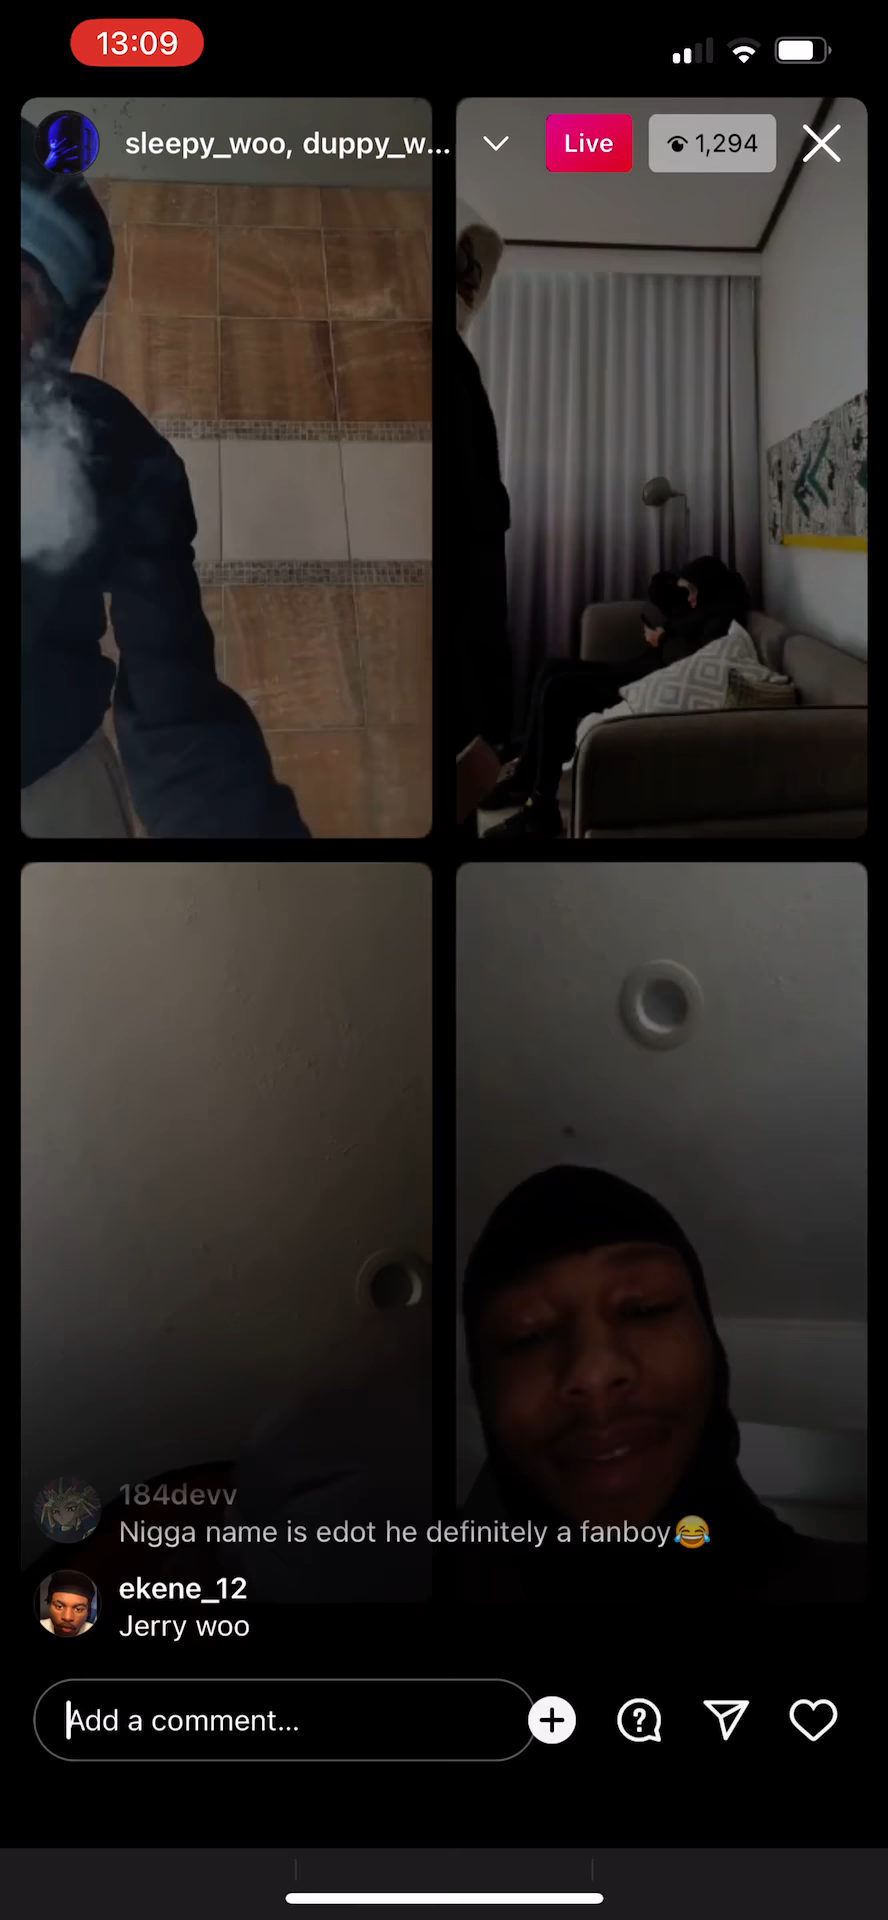 13:09
sleepy_woo, duppy_w...
Live
1,294
184devv
Nigga name is edot he definitely a fanboy😂
ekene_12
Jerry woo
Add a comment...